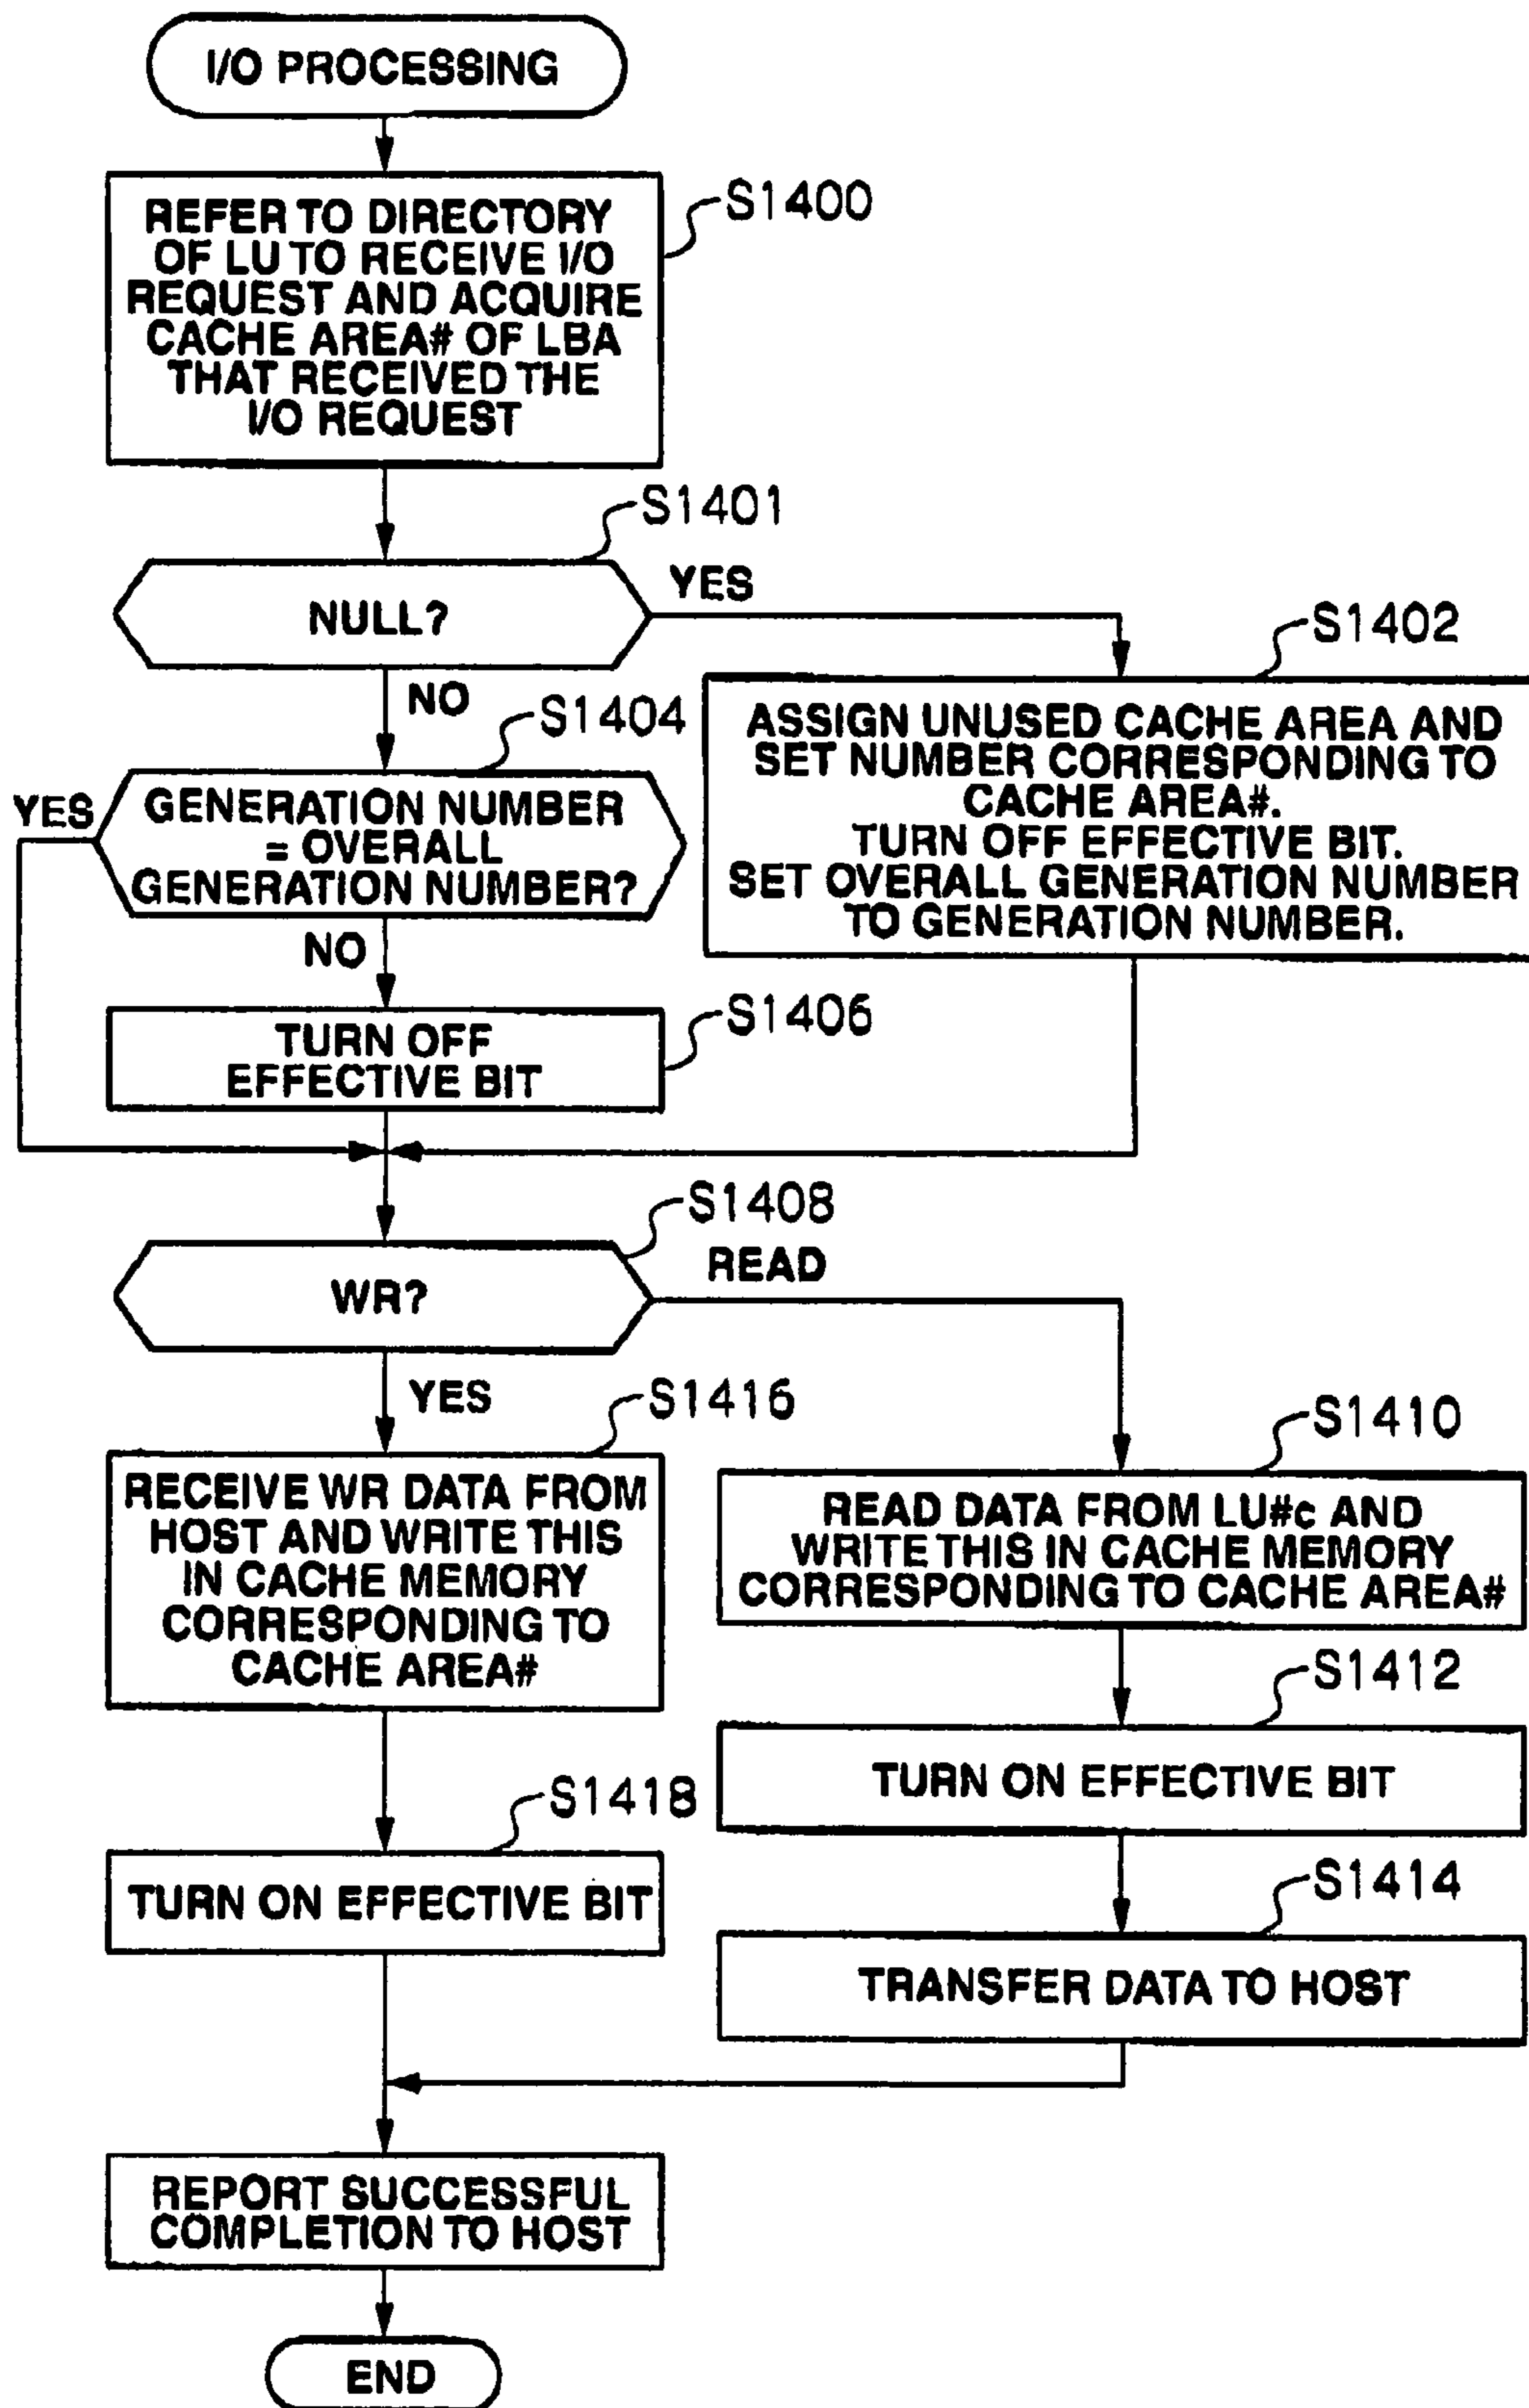 I/O PROCESSING
S1400
REFER TO DIRECTORY
OF LU TO RECEIVE I/O
REQUEST AND ACQUIRE
CACHE AREA# OF LBA
THAT RECEIVED THE
I/O REQUEST
S1401
NULL?
YES
NO
S1402
ASSIGN UNUSED CACHE AREA AND
SET NUMBER CORRESPONDING TO
CACHE AREA#.
TURN OFF EFFECTIVE BIT.
SET OVERALL GENERATION NUMBER
TO GENERATION NUMBER.
S1404
YES
GENERATION NUMBER
= OVERALL
GENERATION NUMBER?
NO
S1406
TURN OFF
EFFECTIVE BIT
S1408
WR?
READ
YES
S1416
RECEIVE WR DATA FROM
HOST AND WRITE THIS
IN CACHE MEMORY
CORRESPONDING TO
CACHE AREA#
S1410
READ DATA FROM LU#c AND
WRITE THIS IN CACHE MEMORY
CORRESPONDING TO CACHE AREA#
S1412
TURN ON EFFECTIVE BIT
S1418
TURN ON EFFECTIVE BIT
S1414
TRANSFER DATA TO HOST
REPORT SUCCESSFUL
COMPLETION TO HOST
END